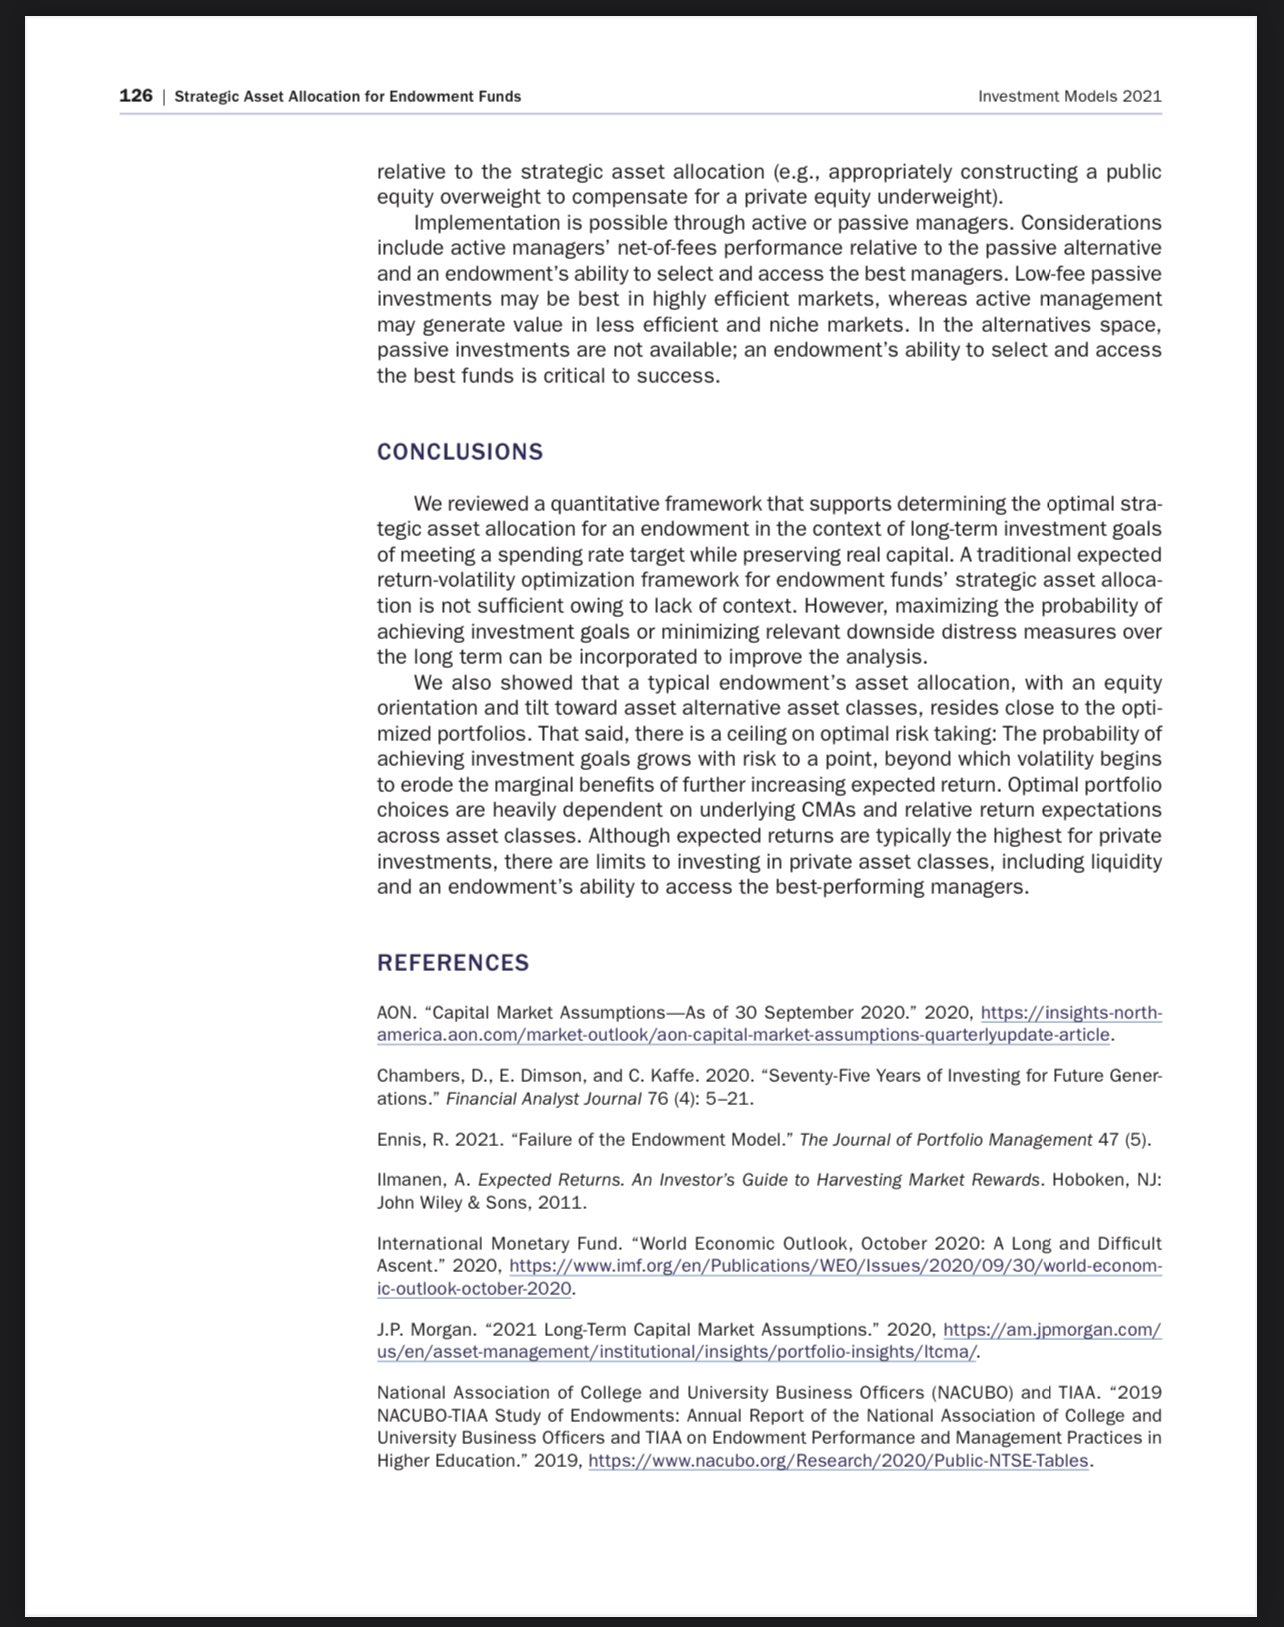 126 | Strategic Asset Allocation for Endowment Funds Investment Models 2021
relative to the strategic asset allocation (e.g., appropriately constructing a public
equity overweight to compensate for a private equity underweight).
Implementation is possible through active or passive managers. Considerations
include active managers’ net-of-fees performance relative to the passive alternative
and an endowment’s ability to select and access the best managers. Low-fee passive
investments may be best in highly efficient markets, whereas active management
may generate value in less efficient and niche markets. In the alternatives space,
passive investments are not available; an endowment’s ability to select and access
the best funds is critical to success.
CONCLUSIONS
We reviewed a quantitative framework that supports determining the optimal stra-
tegic asset allocation for an endowment in the context of long-term investment goals
of meeting a spending rate target while preserving real capital. A traditional expected
return-volatility optimization framework for endowment funds’ strategic asset alloca-
tion is not sufficient owing to lack of context. However, maximizing the probability of
achieving investment goals or minimizing relevant downside distress measures over
the long term can be incorporated to improve the analysis.
We also showed that a typical endowment’s asset allocation, with an equity
orientation and tilt toward asset alternative asset classes, resides close to the opti-
mized portfolios. That said, there is a ceiling on optimal risk taking: The probability of
achieving investment goals grows with risk to a point, beyond which volatility begins
to erode the marginal benefits of further increasing expected return. Optimal portfolio
choices are heavily dependent on underlying CMAs and relative return expectations
across asset classes. Although expected returns are typically the highest for private
investments, there are limits to investing in private asset classes, including liquidity
and an endowment’s ability to access the best-performing managers.
REFERENCES
AON. “Capital Market Assumptions—As of 30 September 2020.” 2020, https://insights-north-
america.aon.com/market-outlook/aon-capital-market-assumptions-quarterlyupdate-article.
Chambers, D., E. Dimson, and C. Kaffe. 2020. “Seventy-Five Years of Investing for Future Gener-
ations.” Financial Analyst Journal 76 (4): 5–21.
Ennis, R. 2021. “Failure of the Endowment Model.” The Journal of Portfolio Management 47 (5).
Ilmanen, A. Expected Returns. An Investor’s Guide to Harvesting Market Rewards. Hoboken, NJ:
John Wiley & Sons, 2011.
International Monetary Fund. “World Economic Outlook, October 2020: A Long and Difficult
Ascent.” 2020, https://www.imf.org/en/Publications/WEO/Issues/2020/09/30/world-econom-
ic-outlook-october-2020.
J.P. Morgan. “2021 Long-Term Capital Market Assumptions.” 2020, https://am.jpmorgan.com/
us/en/asset-management/institutional/insights/portfolio-insights/ltcma/.
National Association of College and University Business Officers (NACUBO) and TIAA. “2019
NACUBO-TIAA Study of Endowments: Annual Report of the National Association of College and
University Business Officers and TIAA on Endowment Performance and Management Practices in
Higher Education.” 2019, https://www.nacubo.org/Research/2020/Public-NTSE-Tables.